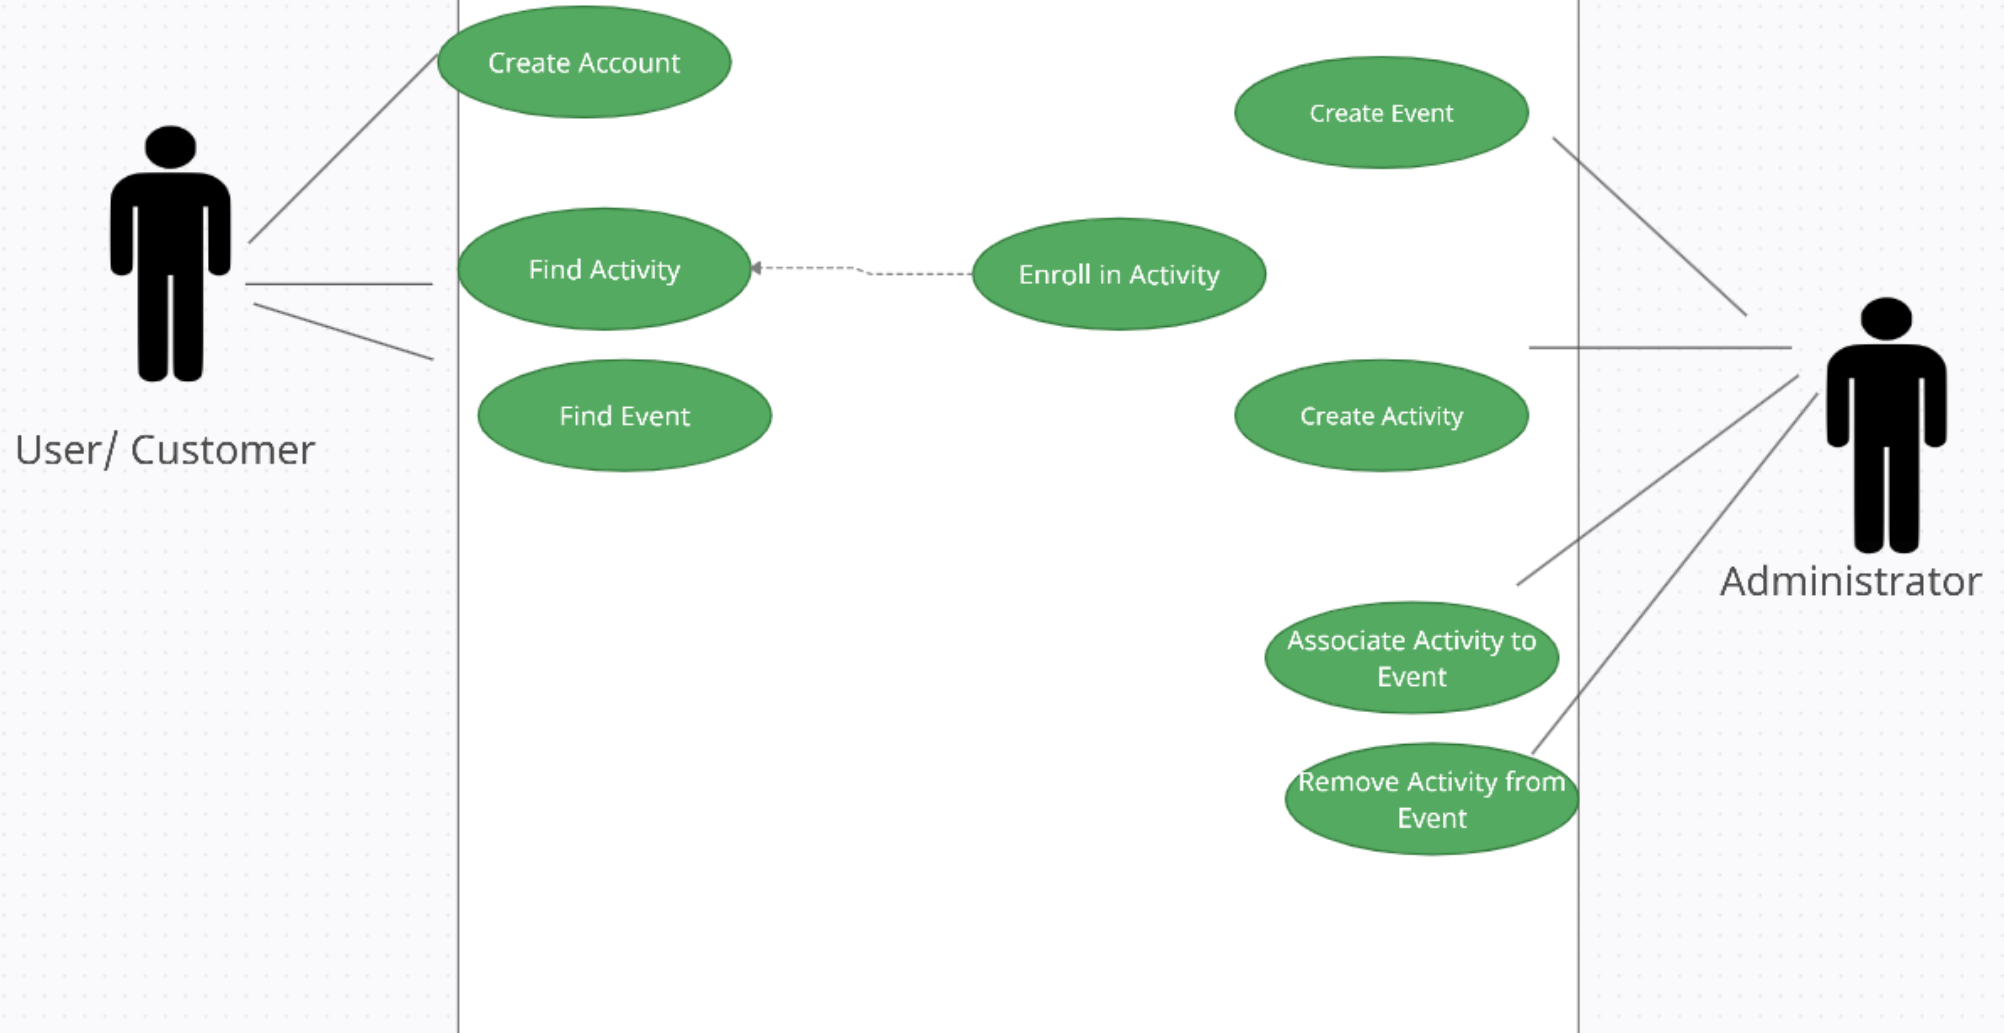 Create Account
Create Event
Find Activity
Enroll in Activity
Find Event
Create Activity
User/ Customer
Administrator
Associate Activity to
Event
Remove Activity from
Event